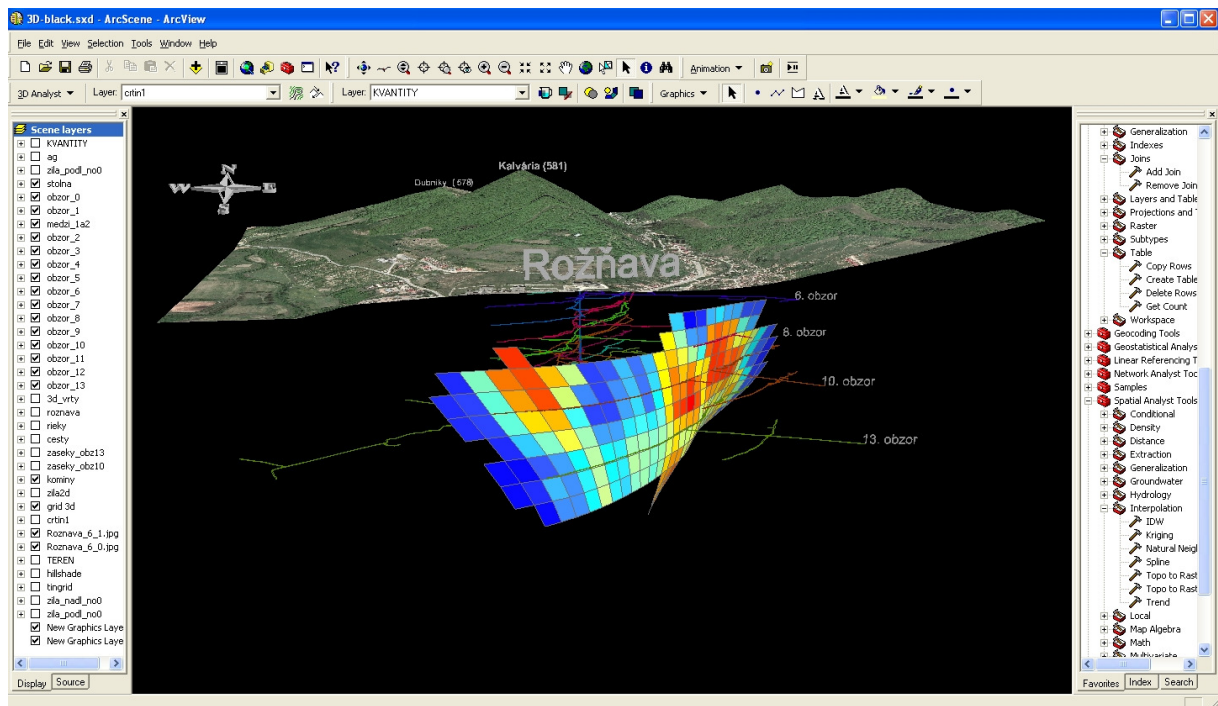 3D-black.sxd - ArcScene - ArcView
File Edit View Selection Tools Window Help
Animation
3D Analyst Layer: crtin1 Layer: KVANTITY Graphics
Scene layers
KVANTITY
ag
zila_podl_no0
stolna
obzor_0
obzor_1
medzi_1a2
obzor_2
obzor_3
obzor_4
obzor_5
obzor_6
obzor_7
obzor_8
obzor_9
obzor_10
obzor_11
obzor_12
obzor_13
3d_vrty
roznava
rieky
cesty
zaseky_obz13
zaseky_obz10
kominy
zila2d
grid 3d
crtin1
Roznava_6_1.jpg
Roznava_6_0.jpg
TEREN
hillshade
tingrid
zila_nadl_no0
zila_podl_no0
New Graphics Laye
New Graphics Laye
Display Source
N
W E
S
Kalvária (581)
Dubníky (678)
Rožňava
6. obzor
8. obzor
10. obzor
13. obzor
Generalization
Indexes
Joins
Add Join
Remove Join
Layers and Table
Projections and T
Raster
Subtypes
Table
Copy Rows
Create Table
Delete Rows
Get Count
Workspace
Geocoding Tools
Geostatistical Analys
Linear Referencing T
Network Analyst Too
Samples
Spatial Analyst Tools
Conditional
Density
Distance
Extraction
Generalization
Groundwater
Hydrology
Interpolation
IDW
Kriging
Natural Neigl
Spline
Topo to Rast
Topo to Rast
Trend
Local
Map Algebra
Math
Multivariate
Favorites Index Search